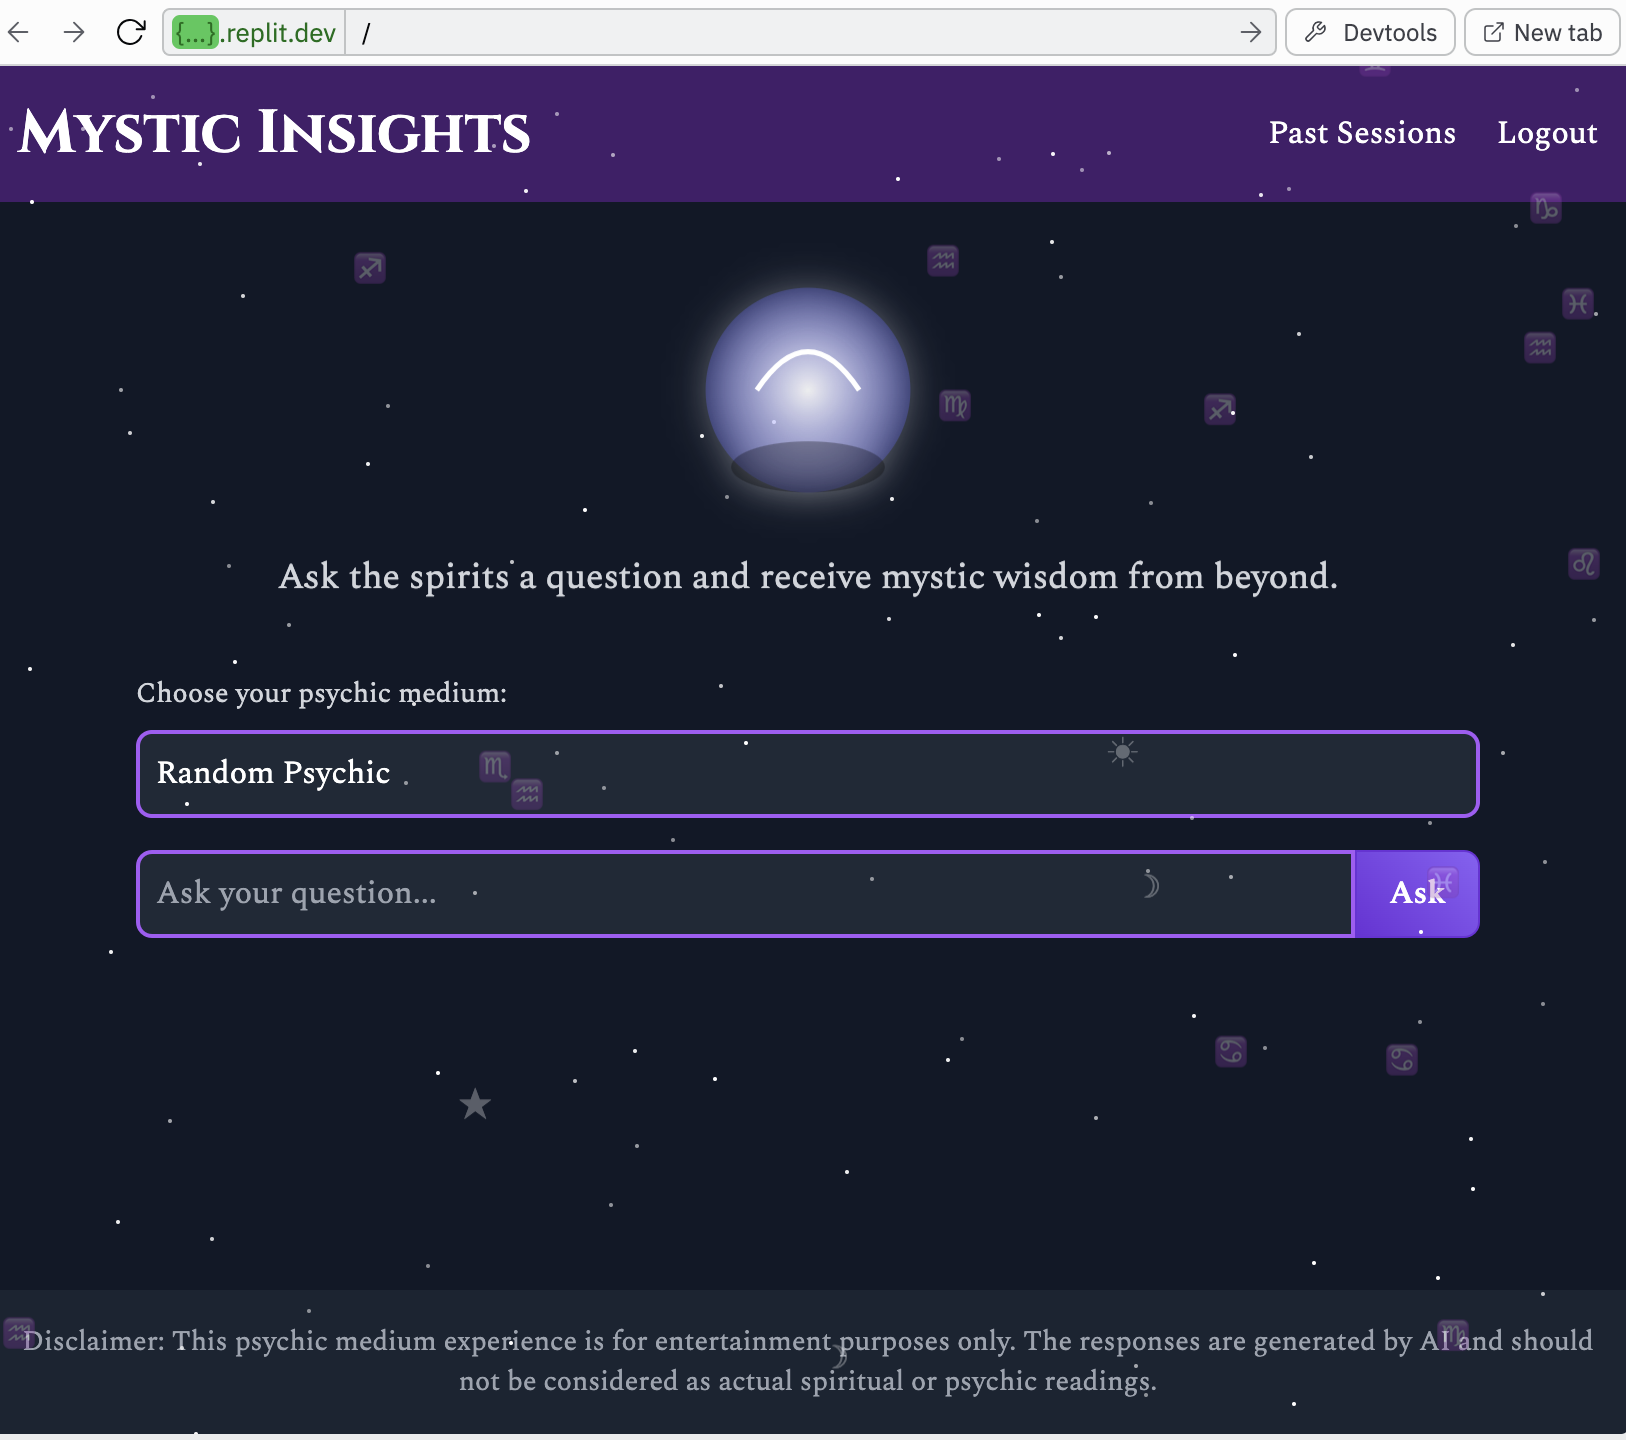 {...}.replit.dev /
Devtools
New tab
Mystic Insights
Past Sessions
Logout
Ask the spirits a question and receive mystic wisdom from beyond.
Choose your psychic medium:
Random Psychic
Ask your question...
Ask
Disclaimer: This psychic medium experience is for entertainment purposes only. The responses are generated by AI and should
not be considered as actual spiritual or psychic readings.